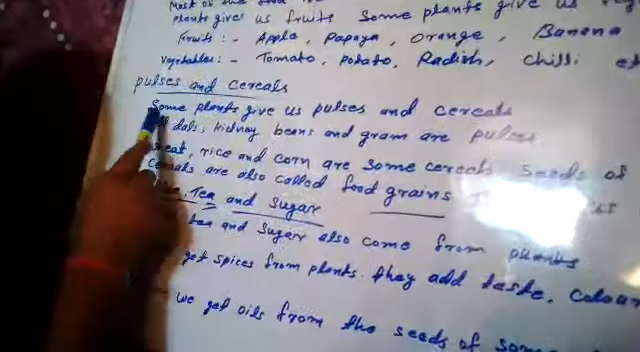 Most of the food
plants gives us fruits Some plants give us
Fruits :- Apple, Papaya, Orange, Banana
Vegetables :- Tomato, potato, Radish, chilli
pulses and Cereals
Some plants give us pulses and cereals
dals, kidney beans and gram are pulses
rice and corn are some cereals seeds of
cereals are also called food grains
Tea and Sugar
and Sugar also come from plants
get spices from plants. they add taste, colour
we get oils from the seeds of some